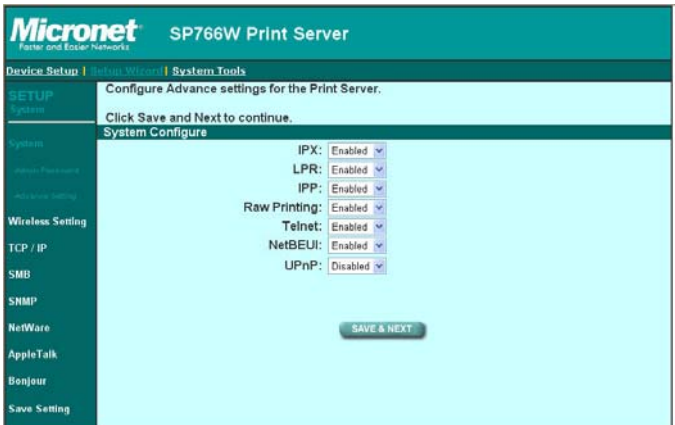 Micronet
Faster and Easier Networks
SP766W Print Server
Device Setup | Setup Wizard | System Tools
SETUP
System
System
Admin Password
Advance Setting
Wireless Setting
TCP / IP
SMB
SNMP
NetWare
AppleTalk
Bonjour
Save Setting
Configure Advance settings for the Print Server.
Click Save and Next to continue.
System Configure
IPX: Enabled
LPR: Enabled
IPP: Enabled
Raw Printing: Enabled
Telnet: Enabled
NetBEUI: Enabled
UPnP: Disabled
SAVE & NEXT